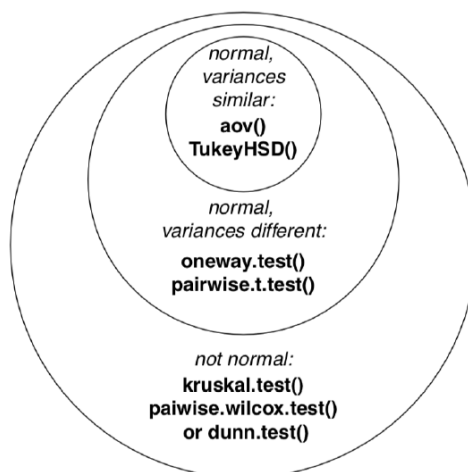 normal,
variances
similar:
aov()
TukeyHSD()
normal,
variances different:
oneway.test()
pairwise.t.test()
not normal:
kruskal.test()
paiwise.wilcox.test()
or dunn.test()